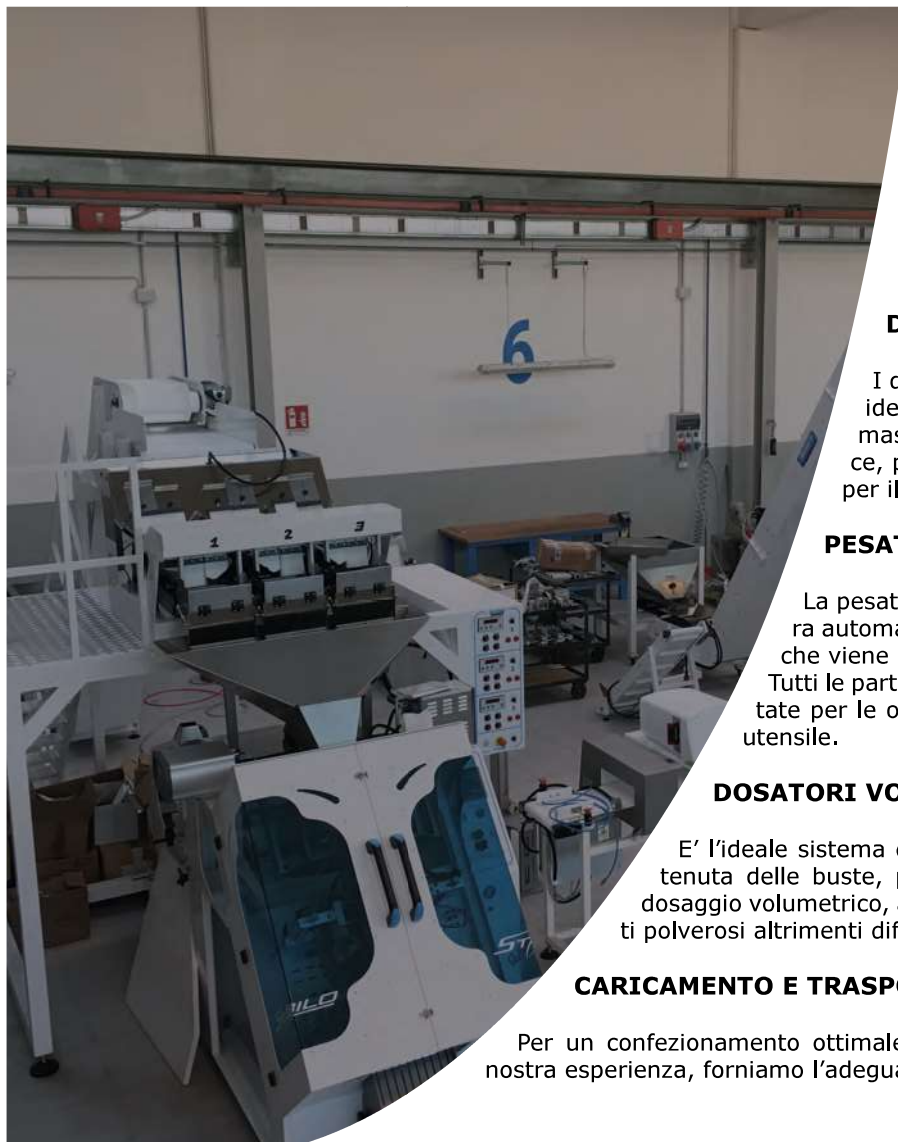 6
1 2 3
I
ide
ce, p
per il
PESAT
La pesat
ra automa
che viene
Tutti le part
tate per le o
utensile.
DOSATORI VO
E' l'ideale sistema
tenuta delle buste, p
dosaggio volumetrico, a
ti polverosi altrimenti dif
CARICAMENTO E TRASPO
Per un confezionamento ottimale
nostra esperienza, forniamo l'adegua